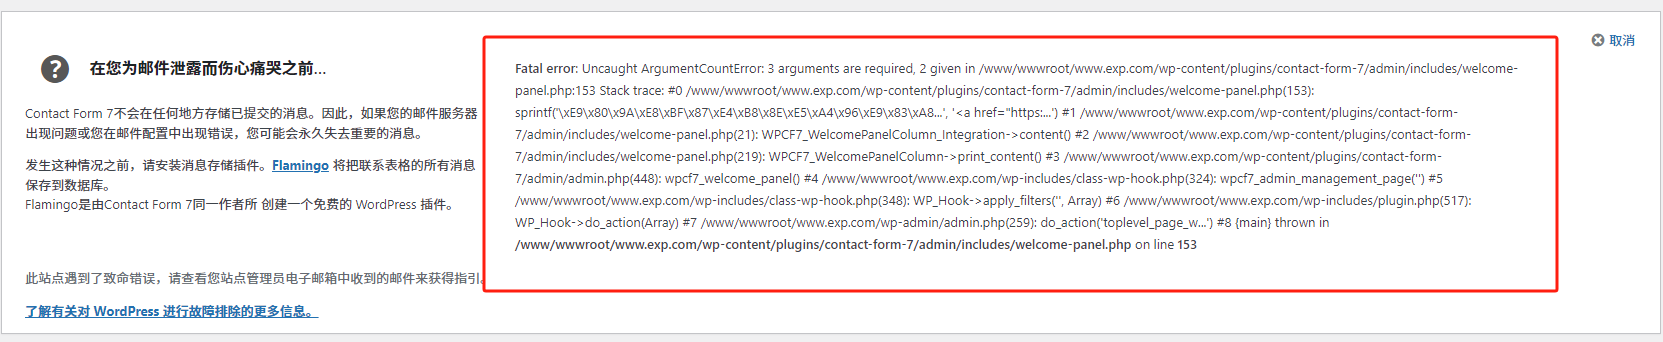 在您为邮件泄露而伤心痛哭之前...
Contact Form 7不会在任何地方存储已提交的消息。因此，如果您的邮件服务器
出现问题或您在邮件配置中出现错误，您可能会永久失去重要的消息。
发生这种情况之前，请安装消息存储插件。Flamingo 将把联系表格的所有消息
保存到数据库。
Flamingo是由Contact Form 7同一作者所 创建一个免费的 WordPress 插件。
此站点遇到了致命错误，请查看您站点管理员电子邮箱中收到的邮件来获得指引。
了解有关对 WordPress 进行故障排除的更多信息。
Fatal error: Uncaught ArgumentCountError: 3 arguments are required, 2 given in /www/wwwroot/www.exp.com/wp-content/plugins/contact-form-7/admin/includes/welcome-
panel.php:153 Stack trace: #0 /www/wwwroot/www.exp.com/wp-content/plugins/contact-form-7/admin/includes/welcome-panel.php(153):
sprintf('\xE9\x80\x9A\xE8\xBF\x87\xE4\xB8\x8E\xE5\xA4\x96\xE9\x83\xA8...', '<a href="https:...') #1 /www/wwwroot/www.exp.com/wp-content/plugins/contact-form-
7/admin/includes/welcome-panel.php(21): WPCF7_WelcomePanelColumn_Integration->content() #2 /www/wwwroot/www.exp.com/wp-content/plugins/contact-form-
7/admin/includes/welcome-panel.php(219): WPCF7_WelcomePanelColumn->print_content() #3 /www/wwwroot/www.exp.com/wp-content/plugins/contact-form-
7/admin/admin.php(448): wpcf7_welcome_panel() #4 /www/wwwroot/www.exp.com/wp-includes/class-wp-hook.php(324): wpcf7_admin_management_page('') #5
/www/wwwroot/www.exp.com/wp-includes/class-wp-hook.php(348): WP_Hook->apply_filters('', Array) #6 /www/wwwroot/www.exp.com/wp-includes/plugin.php(517):
WP_Hook->do_action(Array) #7 /www/wwwroot/www.exp.com/wp-admin/admin.php(259): do_action('toplevel_page_w...') #8 {main} thrown in
/www/wwwroot/www.exp.com/wp-content/plugins/contact-form-7/admin/includes/welcome-panel.php on line 153
取消